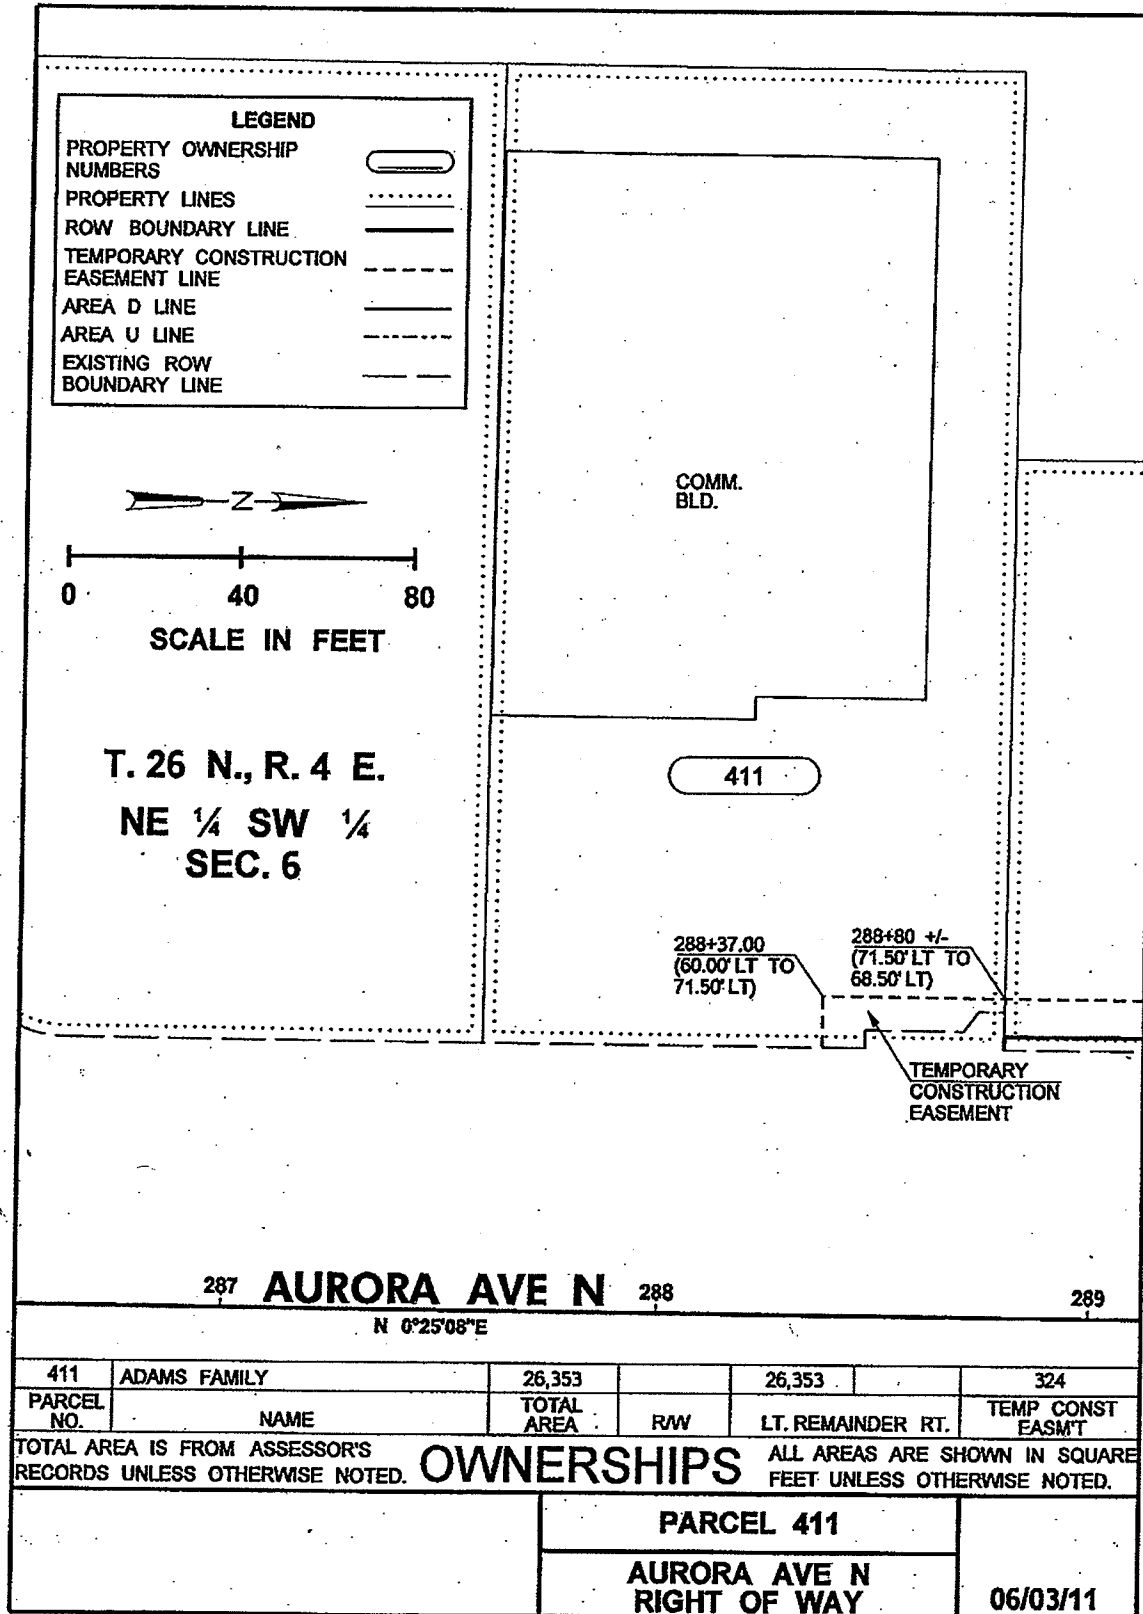 LEGEND
PROPERTY OWNERSHIP
NUMBERS
PROPERTY LINES
ROW BOUNDARY LINE
TEMPORARY CONSTRUCTION
EASEMENT LINE
AREA D LINE
AREA U LINE
EXISTING ROW
BOUNDARY LINE
COMM.
BLD.
Z
0 40 80
SCALE IN FEET
T. 26 N., R. 4 E.
NE ¼ SW ¼
SEC. 6
411
288+37.00
(60.00' LT TO
71.50' LT)
288+80 +/-
(71.50' LT TO
68.50' LT)
TEMPORARY
CONSTRUCTION
EASEMENT
287 AURORA AVE N 288 289
N 0°25'08"E
411 ADAMS FAMILY 26,353 26,353 324
PARCEL NO. NAME TOTAL AREA R/W LT. REMAINDER RT. TEMP CONST EASM'T
TOTAL AREA IS FROM ASSESSOR'S
RECORDS UNLESS OTHERWISE NOTED.
OWNERSHIPS
ALL AREAS ARE SHOWN IN SQUARE
FEET UNLESS OTHERWISE NOTED.
PARCEL 411
AURORA AVE N
RIGHT OF WAY
06/03/11